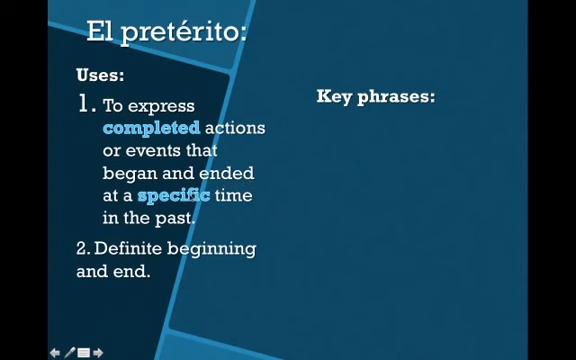 El pretérito:
Uses:
1. To express
completed actions
or events that
began and ended
at a specific time
in the past.
2. Definite beginning
and end.
Key phrases: